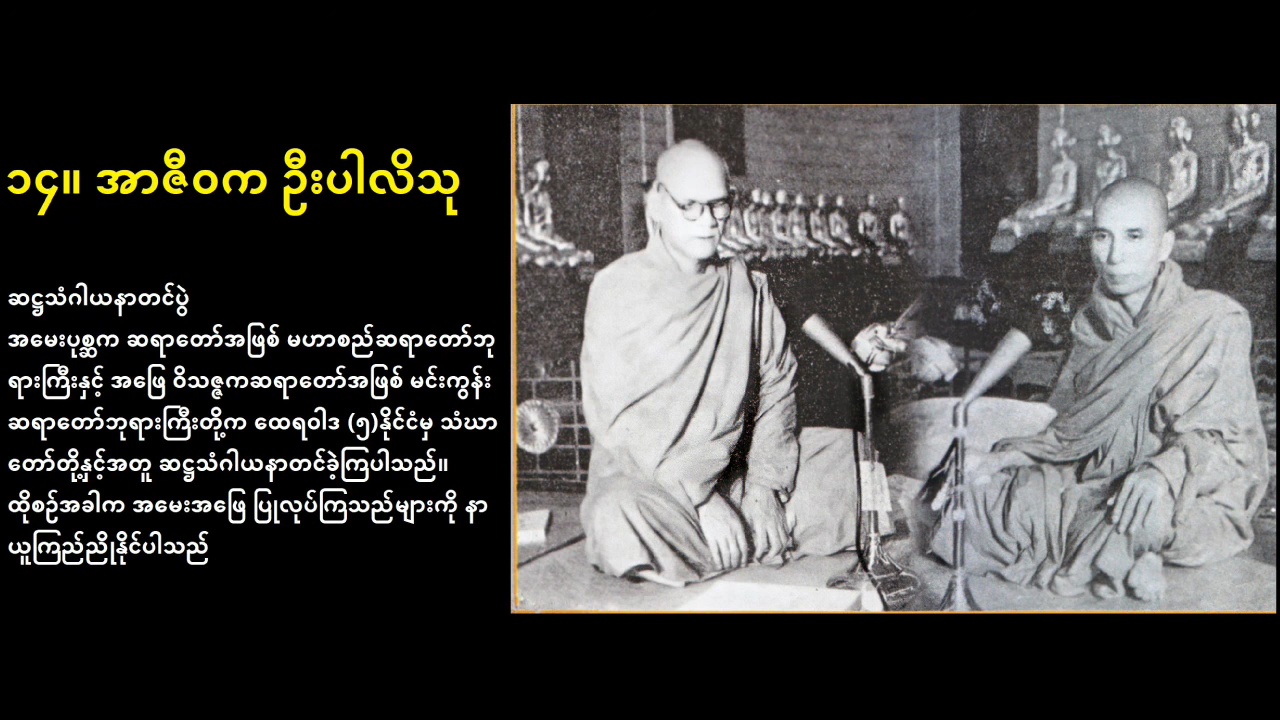 ၁၄။ အာဇီဝက ဦးပါလိသု
ဆဋ္ဌသံဂါယနာတင်ပွဲ
အမေးပုစ္ဆက ဆရာတော်အဖြစ် မဟာစည်ဆရာတော်ဘု
ရားကြီးနှင့် အဖြေ ဝိသဇ္ဇကဆရာတော်အဖြစ် မင်းကွန်း
ဆရာတော်ဘုရားကြီးတို့က ထေရဝါဒ (၅)နိုင်ငံမှ သံဃာ
တော်တို့နှင့်အတူ ဆဋ္ဌသံဂါယနာတင်ခဲ့ကြပါသည်။
ထိုစဉ်အခါက အမေးအဖြေ ပြုလုပ်ကြသည်များကို နာ
ယူကြည်ညိုနိုင်ပါသည်